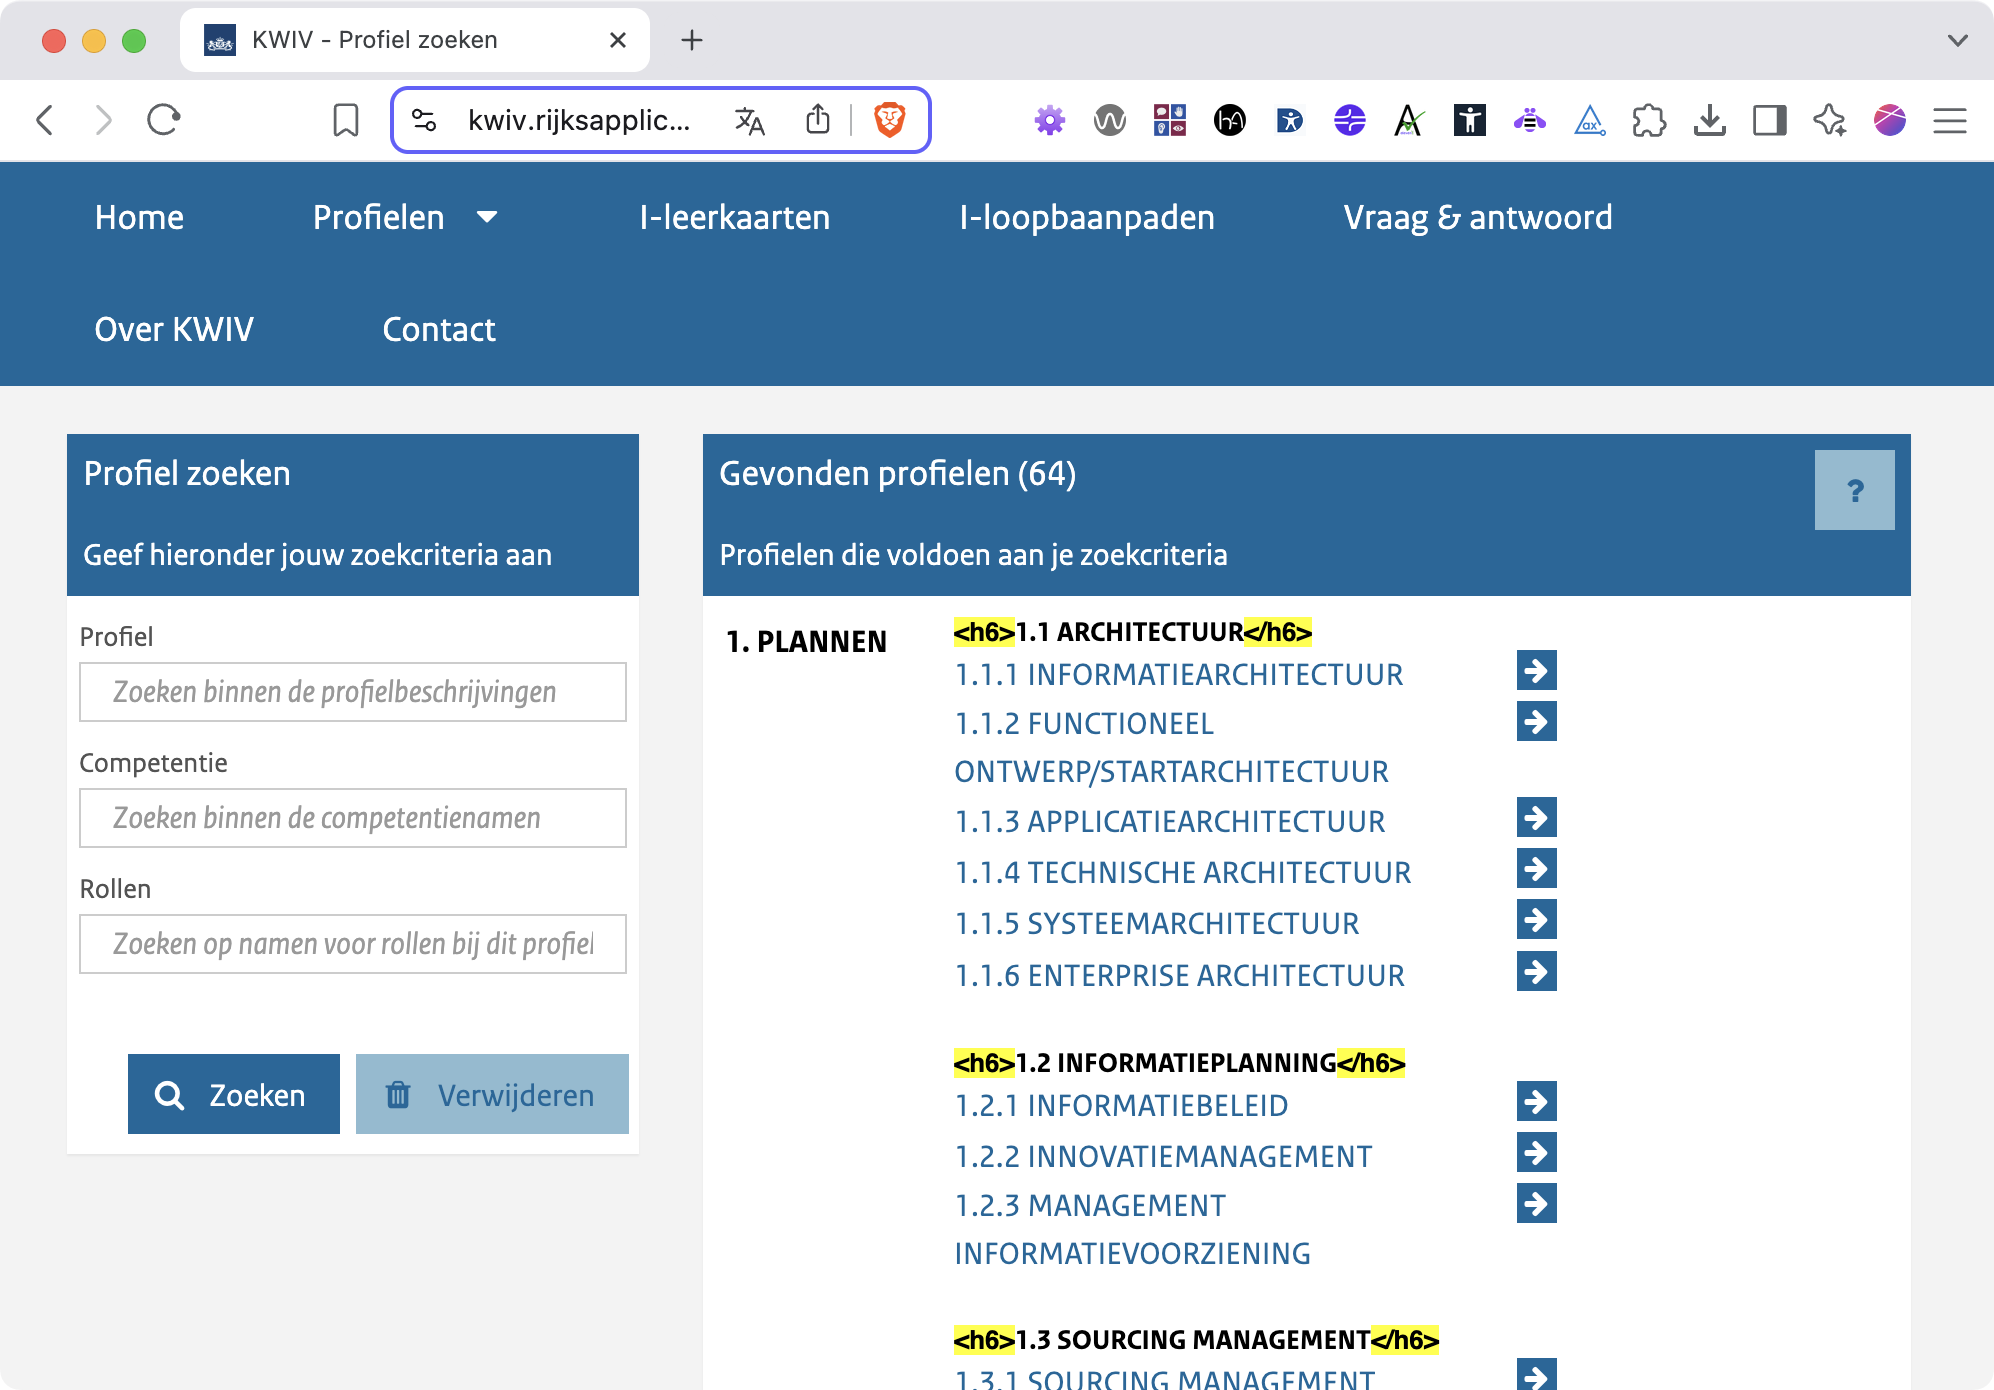 KWIV - Profiel zoeken
kwiv.rijksapplic...
Home
Profielen
I-leerkaarten
I-loopbaanpaden
Vraag & antwoord
Over KWIV
Contact
Profiel zoeken
Geef hieronder jouw zoekcriteria aan
Profiel
Zoeken binnen de profielbeschrijvingen
Competentie
Zoeken binnen de competentienamen
Rollen
Zoeken op namen voor rollen bij dit profiel
Zoeken
Verwijderen
Gevonden profielen (64)
?
Profielen die voldoen aan je zoekcriteria
1. PLANNEN
<h6>1.1 ARCHITECTUUR</h6>
1.1.1 INFORMATIEARCHITECTUUR
1.1.2 FUNCTIONEEL
ONTWERP/STARTARCHITECTUUR
1.1.3 APPLICATIEARCHITECTUUR
1.1.4 TECHNISCHE ARCHITECTUUR
1.1.5 SYSTEEMARCHITECTUUR
1.1.6 ENTERPRISE ARCHITECTUUR
<h6>1.2 INFORMATIEPLANNING</h6>
1.2.1 INFORMATIEBELEID
1.2.2 INNOVATIEMANAGEMENT
1.2.3 MANAGEMENT
INFORMATIEVOORZIENING
<h6>1.3 SOURCING MANAGEMENT</h6>
1.3.1 SOURCING MANAGEMENT